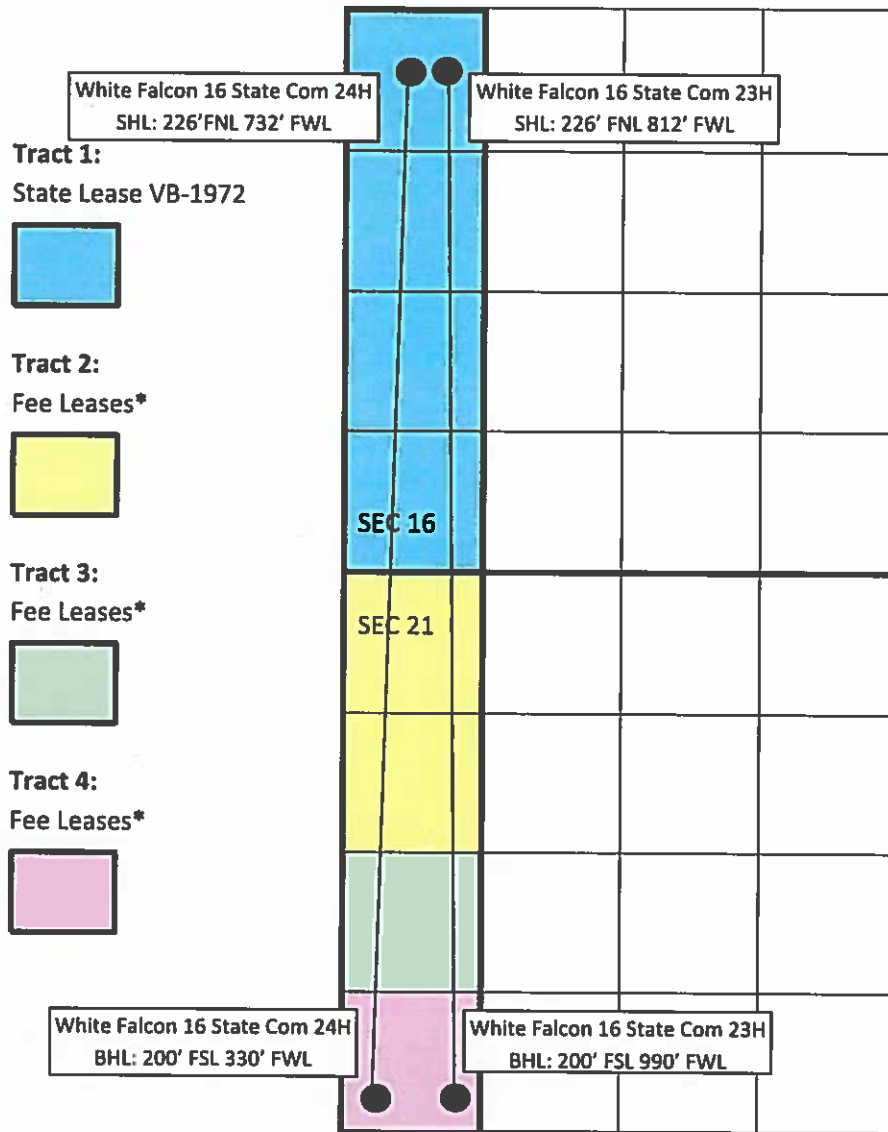 White Falcon 16 State Com 24H
SHL: 226'FNL 732' FWL
White Falcon 16 State Com 23H
SHL: 226' FNL 812' FWL
Tract 1:
State Lease VB-1972
Tract 2:
Fee Leases*
SEC 16
Tract 3:
Fee Leases*
SEC 21
Tract 4:
Fee Leases*
White Falcon 16 State Com 24H
BHL: 200' FSL 330' FWL
White Falcon 16 State Com 23H
BHL: 200' FSL 990' FWL